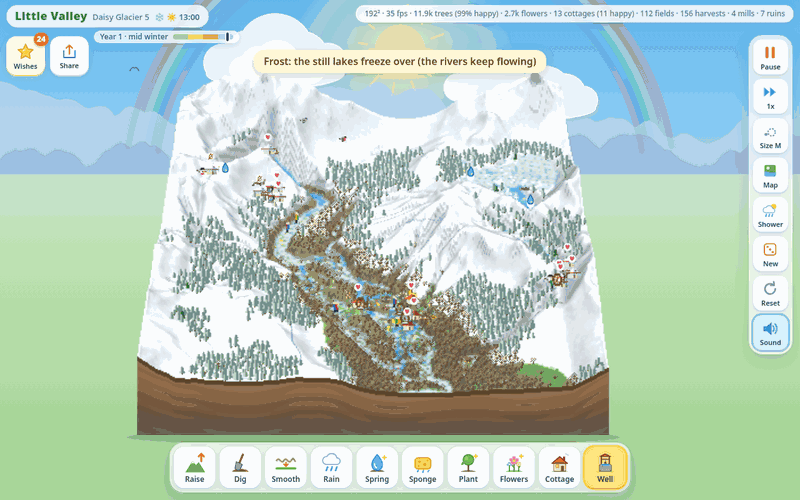 Little Valley Daisy Glacier 5 13:00
192² · 35 fps · 11.9k trees (99% happy) · 2.7k flowers · 13 cottages (11 happy) · 112 fields · 156 harvests · 4 mills · 7 ruins
Year 1 · mid winter
24
Wishes
Share
Frost: the still lakes freeze over (the rivers keep flowing)
Pause
1x
Size M
Map
Shower
New
Reset
Sound
Raise
Dig
Smooth
Rain
Spring
Sponge
Plant
Flowers
Cottage
Well